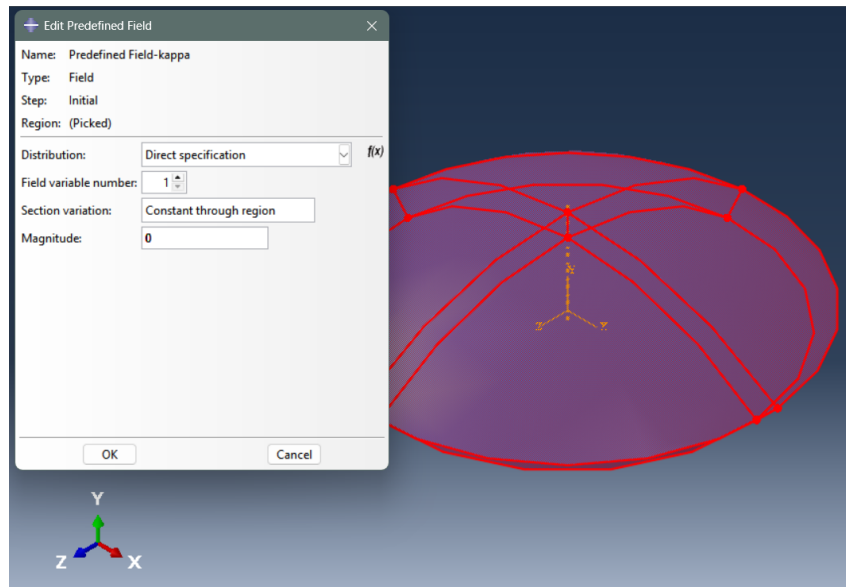 Edit Predefined Field
Name: Predefined Field-kappa
Type: Field
Step: Initial
Region: (Picked)
Distribution: Direct specification f(x)
Field variable number: 1
Section variation: Constant through region
Magnitude: 0
OK Cancel
Y
Z X